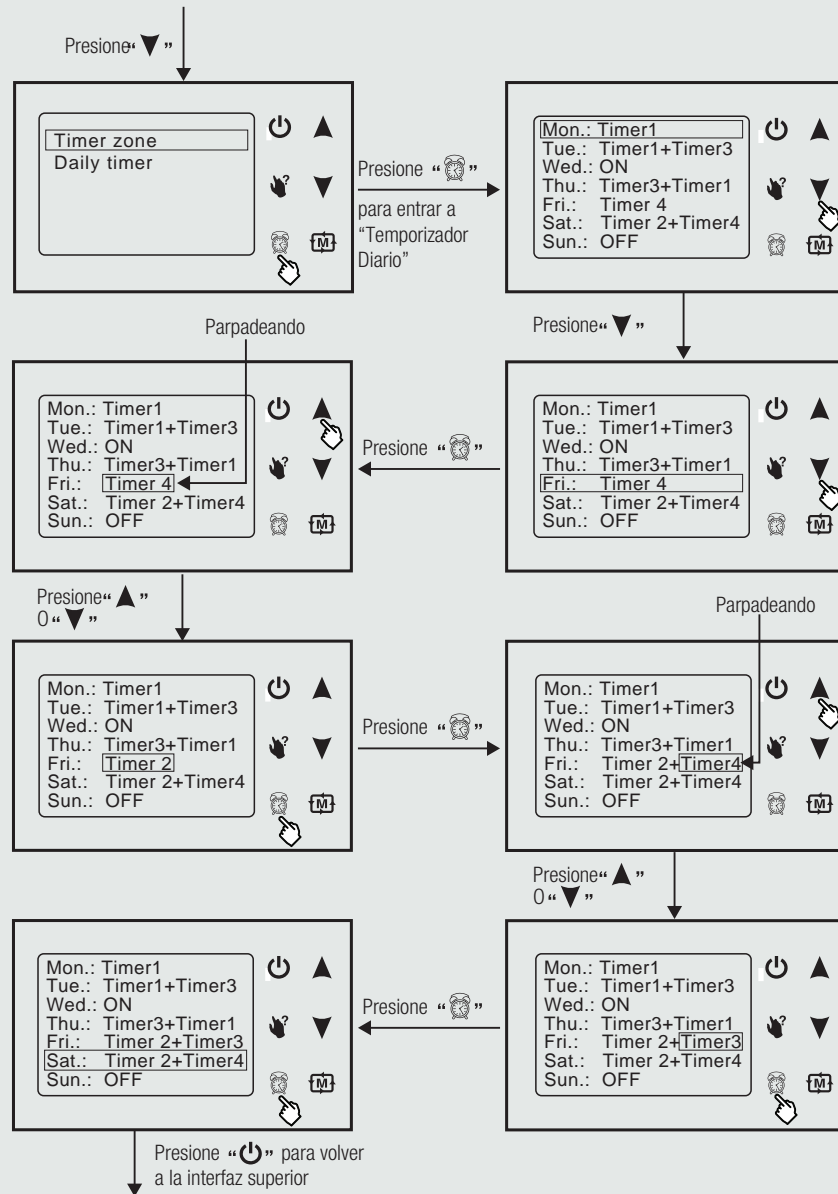 Presione“ ▼ ”
Timer zone
Daily timer
?
M
Presione “⏰”
para entrar a
“Temporizador
Diario”
Mon.: Timer1
Tue.: Timer1+Timer3
Wed.: ON
Thu.: Timer3+Timer1
Fri.: Timer 4
Sat.: Timer 2+Timer4
Sun.: OFF
?
M
Presione“ ▼ ”
Mon.: Timer1
Tue.: Timer1+Timer3
Wed.: ON
Thu.: Timer3+Timer1
Fri.: Timer 4
Sat.: Timer 2+Timer4
Sun.: OFF
?
M
Presione “⏰”
Parpadeando
Mon.: Timer1
Tue.: Timer1+Timer3
Wed.: ON
Thu.: Timer3+Timer1
Fri.: Timer 4
Sat.: Timer 2+Timer4
Sun.: OFF
?
M
Presione“ ▲ ”
O“ ▼ ”
Mon.: Timer1
Tue.: Timer1+Timer3
Wed.: ON
Thu.: Timer3+Timer1
Fri.: Timer 2
Sat.: Timer 2+Timer4
Sun.: OFF
?
M
Presione “⏰”
Parpadeando
Mon.: Timer1
Tue.: Timer1+Timer3
Wed.: ON
Thu.: Timer3+Timer1
Fri.: Timer 2+Timer4
Sat.: Timer 2+Timer4
Sun.: OFF
?
M
Presione“ ▲ ”
O“ ▼ ”
Mon.: Timer1
Tue.: Timer1+Timer3
Wed.: ON
Thu.: Timer3+Timer1
Fri.: Timer 2+Timer3
Sat.: Timer 2+Timer4
Sun.: OFF
?
M
Presione “⏰”
Mon.: Timer1
Tue.: Timer1+Timer3
Wed.: ON
Thu.: Timer3+Timer1
Fri.: Timer 2+Timer3
Sat.: Timer 2+Timer4
Sun.: OFF
?
M
Presione “⏻” para volver
a la interfaz superior